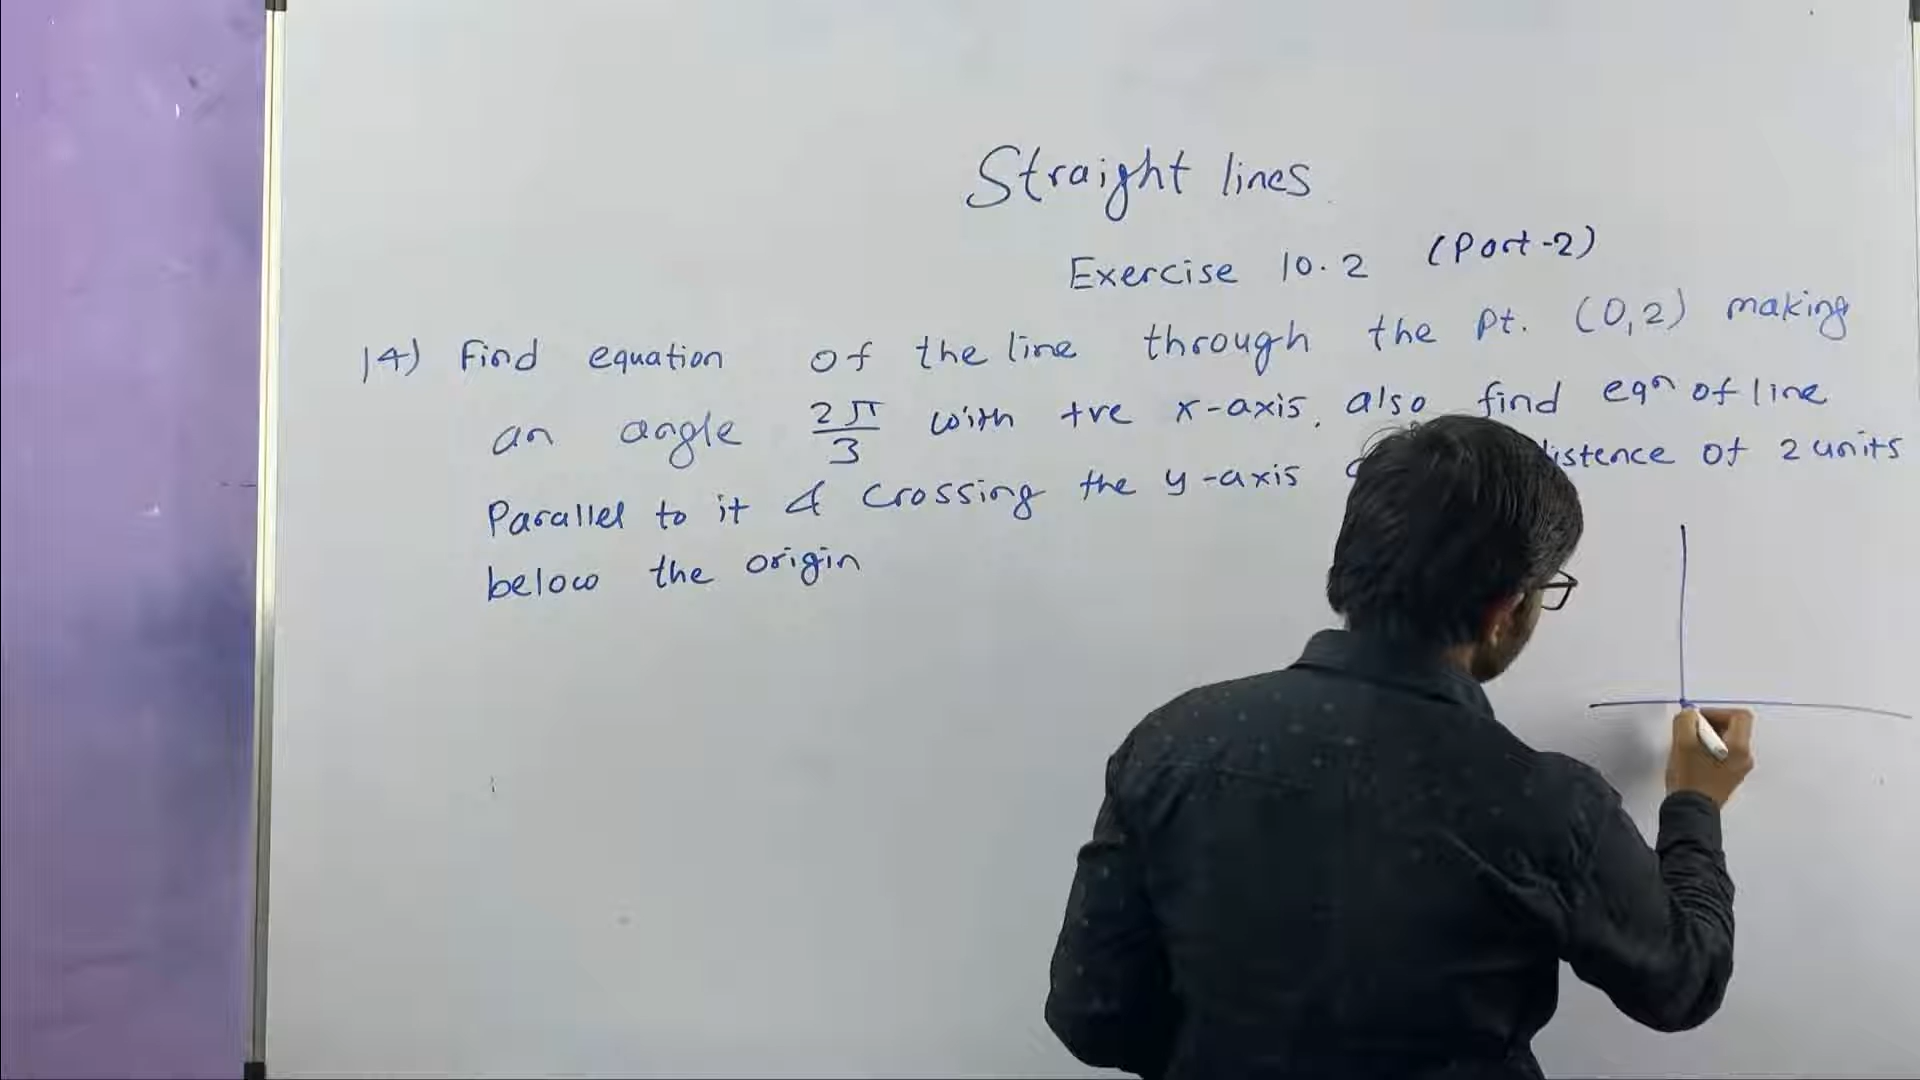 Straight lines
Exercise 10.2 (Part-2)
14) Find equation of the line through the pt. (0,2) making
an angle 2π/3 with +ve x-axis. also find eqn of line
Parallel to it & crossing the y-axis of 2 units
below the origin